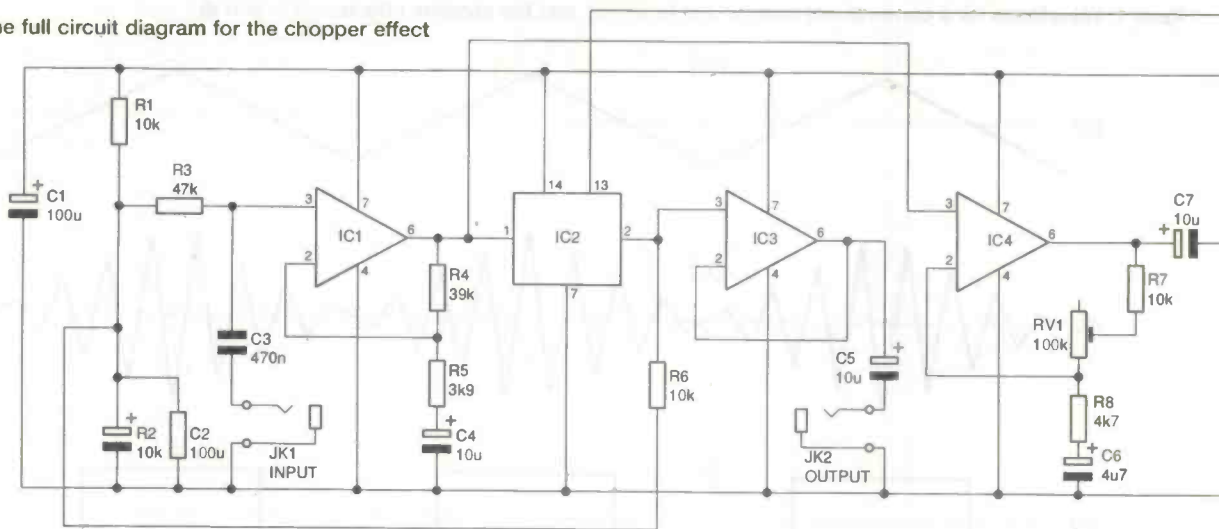 he full circuit diagram for the chopper effect
R1
10k
C1
100u
+
R3
47k
3
7
IC1
6
2
4
R4
39k
14
13
1
IC2
2
7
3
7
IC3
6
2
4
3
7
IC4
6
2
4
C7
10u
+
R7
10k
RV1
100k
C3
470n
R5
3k9
+
C4
10u
R6
10k
C5
10u
+
R8
4k7
+
C6
4u7
+
R2
10k
C2
100u
JK1
INPUT
JK2
OUTPUT